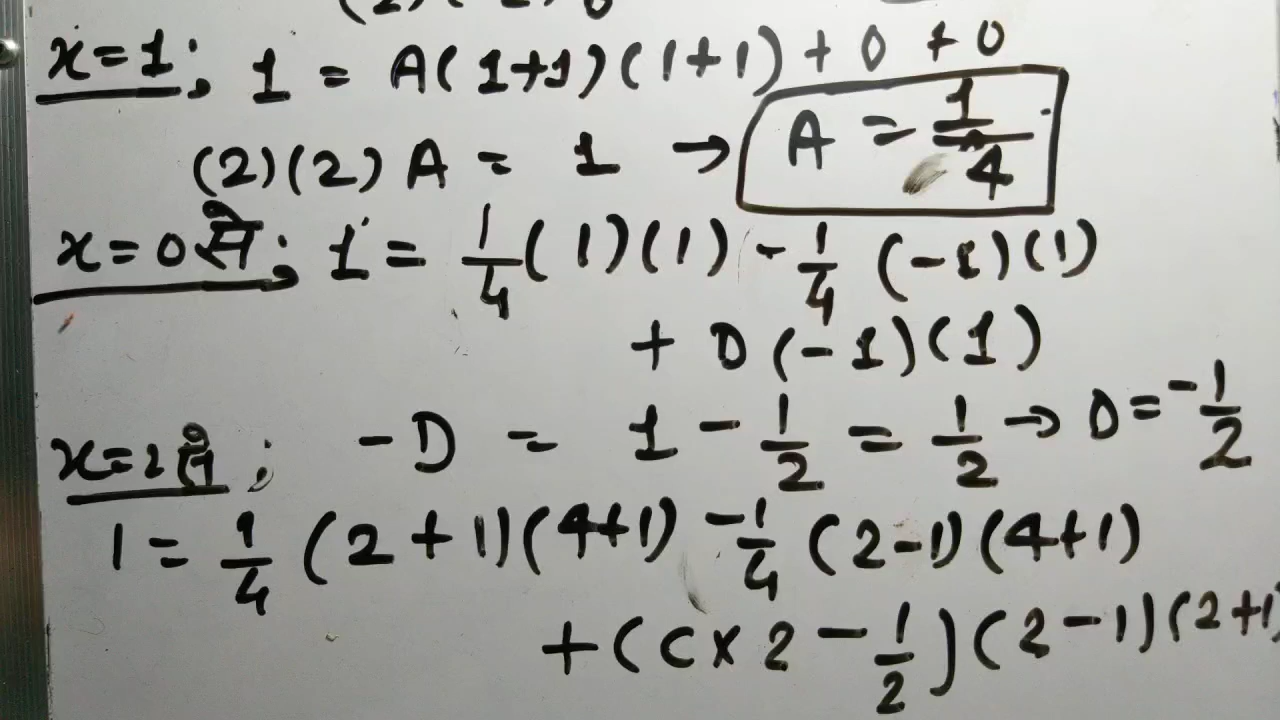 x=1; 1 = A(1+1)(1+1) + 0 + 0
(2)(2) A = 1 → A = 1/4
x=0 से; 1 = 1/4 (1)(1) - 1/4 (-1)(1)
+ D (-1)(1)
x=2 से; -D = 1 - 1/2 = 1/2 → D = -1/2
1 = 1/4 (2+1)(4+1) - 1/4 (2-1)(4+1)
+ (C×2 - 1/2)(2-1)(2+1)